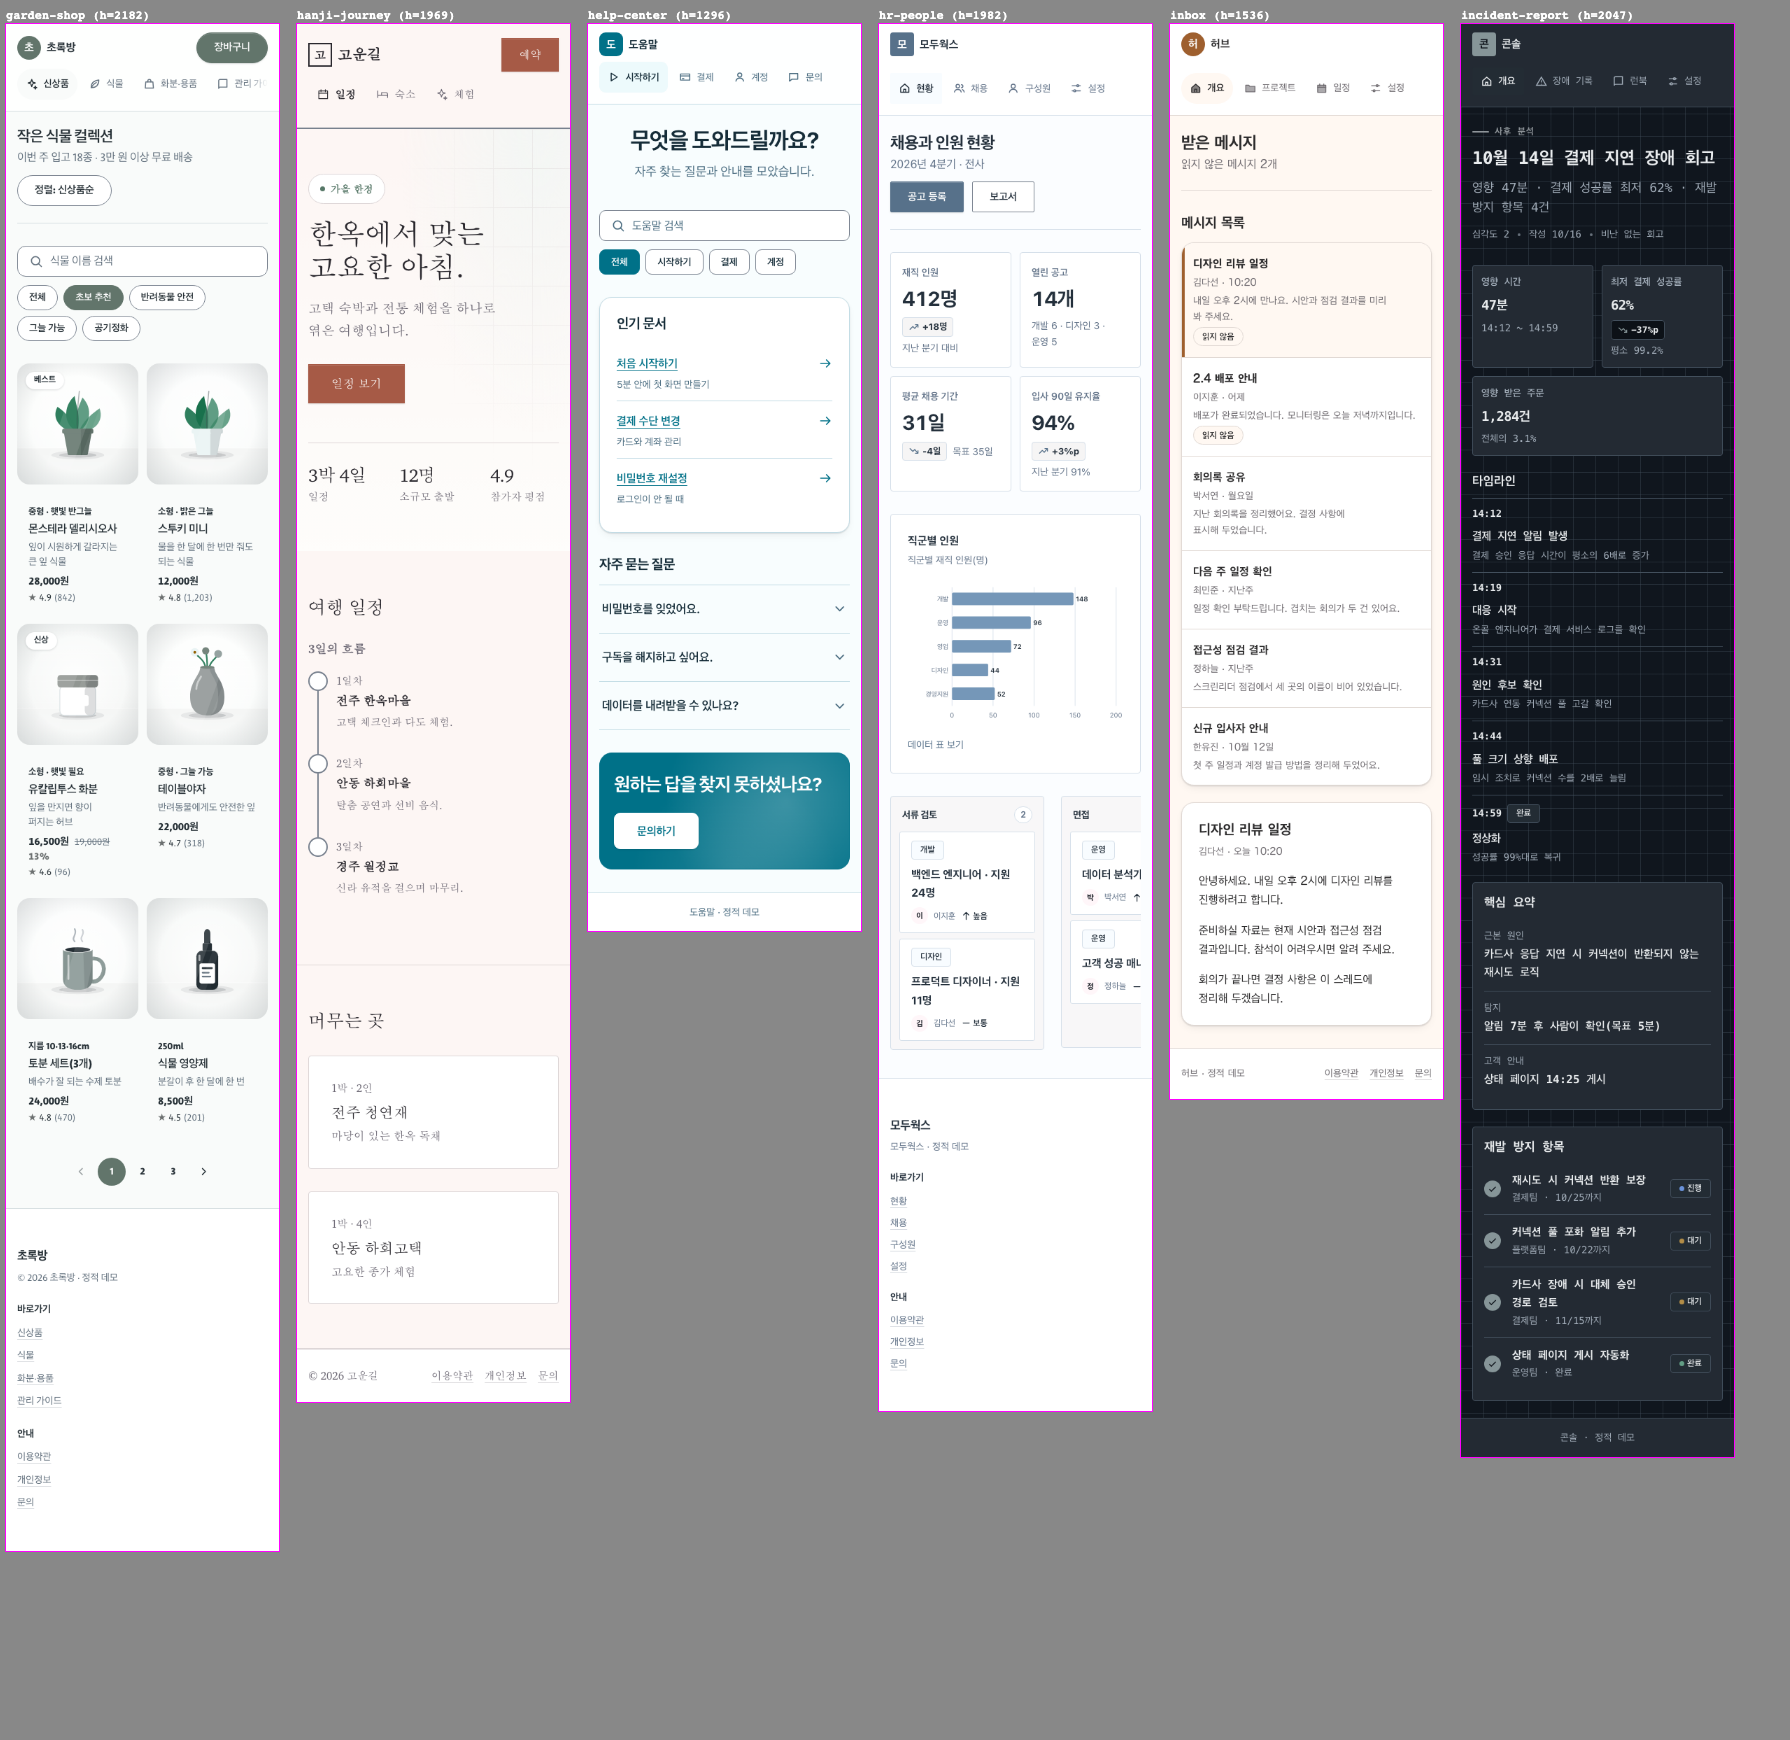 garden-shop (h=2182)
초 초록방
장바구니
신상품 식물 화분·용품 관리 가이
작은 식물 컬렉션
이번 주 입고 18종 · 3만 원 이상 무료 배송
정렬: 신상품순
식물 이름 검색
전체 초보 추천 반려동물 안전
그늘 가능 공기정화
베스트
중형 · 햇빛 반그늘
몬스테라 델리시오사
잎이 시원하게 갈라지는
큰 잎 식물
28,000원
★ 4.9 (842)
소형 · 밝은 그늘
스투키 미니
물을 한 달에 한 번만 줘도
되는 식물
12,000원
★ 4.8 (1,203)
신상
소형 · 햇빛 필요
유칼립투스 화분
잎을 만지면 향이
퍼지는 허브
16,500원 19,000원
13%
★ 4.6 (96)
중형 · 그늘 가능
테이블야자
반려동물에게도 안전한 잎
22,000원
★ 4.7 (318)
지름 10·13·16cm
토분 세트(3개)
배수가 잘 되는 수제 토분
24,000원
★ 4.8 (470)
250ml
식물 영양제
분갈이 후 한 달에 한 번
8,500원
★ 4.5 (201)
1 2 3
초록방
© 2026 초록방 · 정적 데모
바로가기
신상품
식물
화분·용품
관리 가이드
안내
이용약관
개인정보
문의
hanji-journey (h=1969)
고 고운길
예약
일정 숙소 체험
가을 한정
한옥에서 맞는
고요한 아침.
고택 숙박과 전통 체험을 하나로
엮은 여행입니다.
일정 보기
3박 4일 12명 4.9
일정 소규모 출발 참가자 평점
여행 일정
3일의 흐름
1일차
전주 한옥마을
고택 체크인과 다도 체험.
2일차
안동 하회마을
탈춤 공연과 선비 음식.
3일차
경주 월정교
신라 유적을 걸으며 마무리.
머무는 곳
1박 · 2인
전주 청연재
마당이 있는 한옥 독채
1박 · 4인
안동 하회고택
고요한 종가 체험
© 2026 고운길 이용약관 개인정보 문의
help-center (h=1296)
도 도움말
시작하기 결제 계정 문의
무엇을 도와드릴까요?
자주 찾는 질문과 안내를 모았습니다.
도움말 검색
전체 시작하기 결제 계정
인기 문서
처음 시작하기
5분 안에 첫 화면 만들기
결제 수단 변경
카드와 계좌 관리
비밀번호 재설정
로그인이 안 될 때
자주 묻는 질문
비밀번호를 잊었어요.
구독을 해지하고 싶어요.
데이터를 내려받을 수 있나요?
원하는 답을 찾지 못하셨나요?
문의하기
도움말 · 정적 데모
hr-people (h=1982)
모 모두웍스
현황 채용 구성원 설정
채용과 인원 현황
2026년 4분기 · 전사
공고 등록 보고서
재직 인원
412명
+18명
지난 분기 대비
열린 공고
14개
개발 6 · 디자인 3 ·
운영 5
평균 채용 기간
31일
-4일 목표 35일
입사 90일 유지율
94%
+3%p
지난 분기 91%
직군별 인원
직군별 재직 인원(명)
개발 148
운영 96
영업 72
디자인 44
경영지원 52
0 50 100 150 200
데이터 표 보기
서류 검토 2
개발
백엔드 엔지니어 · 지원
24명
이 이지훈 ↑ 높음
디자인
프로덕트 디자이너 · 지원
11명
김 김다선 — 보통
면접
운영
데이터 분석가
박 박서연 ↑
운영
고객 성공 매니
정 정하늘 —
모두웍스
모두웍스 · 정적 데모
바로가기
현황
채용
구성원
설정
안내
이용약관
개인정보
문의
inbox (h=1536)
허 허브
개요 프로젝트 일정 설정
받은 메시지
읽지 않은 메시지 2개
메시지 목록
디자인 리뷰 일정
김다선 · 10:20
내일 오후 2시에 만나요. 시안과 점검 결과를 미리
봐 주세요.
읽지 않음
2.4 배포 안내
이지훈 · 어제
배포가 완료되었습니다. 모니터링은 오늘 저녁까지입니다.
읽지 않음
회의록 공유
박서연 · 월요일
지난 회의록을 정리했어요. 결정 사항에
표시해 두었습니다.
다음 주 일정 확인
최민준 · 지난주
일정 확인 부탁드립니다. 겹치는 회의가 두 건 있어요.
접근성 점검 결과
정하늘 · 지난주
스크린리더 점검에서 세 곳의 이름이 비어 있었습니다.
신규 입사자 안내
한유진 · 10월 12일
첫 주 일정과 계정 발급 방법을 정리해 두었어요.
디자인 리뷰 일정
김다선 · 오늘 10:20
안녕하세요. 내일 오후 2시에 디자인 리뷰를
진행하려고 합니다.
준비하실 자료는 현재 시안과 접근성 점검
결과입니다. 참석이 어려우시면 알려 주세요.
회의가 끝나면 결정 사항은 이 스레드에
정리해 두겠습니다.
허브 · 정적 데모 이용약관 개인정보 문의
incident-report (h=2047)
콘 콘솔
개요 장애 기록 런북 설정
사후 분석
10월 14일 결제 지연 장애 회고
영향 47분 · 결제 성공률 최저 62% · 재발
방지 항목 4건
심각도 2 • 작성 10/16 • 비난 없는 회고
영향 시간
47분
14:12 ~ 14:59
최저 결제 성공률
62%
−37%p
평소 99.2%
영향 받은 주문
1,284건
전체의 3.1%
타임라인
14:12
결제 지연 알림 발생
결제 승인 응답 시간이 평소의 6배로 증가
14:19
대응 시작
온콜 엔지니어가 결제 서비스 로그를 확인
14:31
원인 후보 확인
카드사 연동 커넥션 풀 고갈 확인
14:44
풀 크기 상향 배포
임시 조치로 커넥션 수를 2배로 늘림
14:59 완료
정상화
성공률 99%대로 복귀
핵심 요약
근본 원인
카드사 응답 지연 시 커넥션이 반환되지 않는
재시도 로직
탐지
알림 7분 후 사람이 확인(목표 5분)
고객 안내
상태 페이지 14:25 게시
재발 방지 항목
재시도 시 커넥션 반환 보장
결제팀 · 10/25까지
진행
커넥션 풀 포화 알림 추가
플랫폼팀 · 10/22까지
대기
카드사 장애 시 대체 승인
경로 검토
결제팀 · 11/15까지
대기
상태 페이지 게시 자동화
운영팀 · 완료
완료
콘솔 · 정적 데모